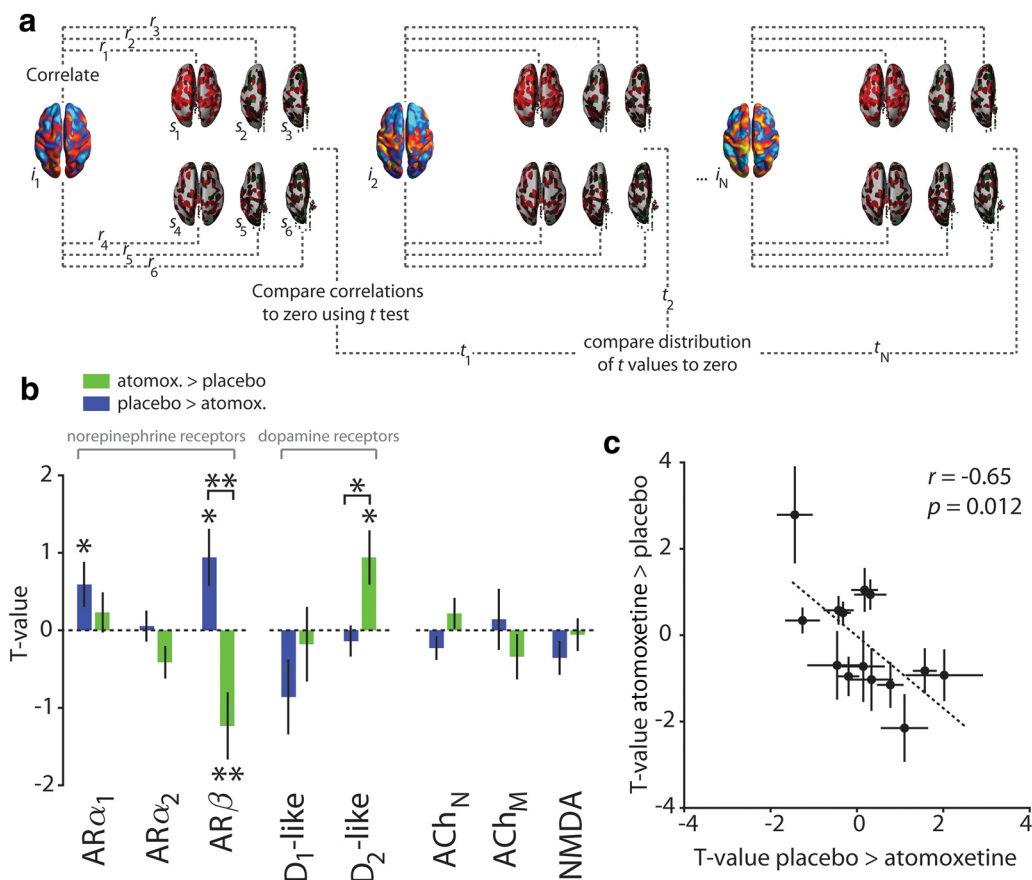 a
r3
r2
r1
Correlate
s1 s2 s3
i1 i2 ... iN
s4 s5 s6
r4
r5
r6
Compare correlations
to zero using t test
t1
t2
compare distribution
of t values to zero
tN
b
atomox. > placebo
placebo > atomox.
norepinephrine receptors dopamine receptors
T-value
2
1
0
-1
-2
* * ** * *
**
ARα1
ARα2
ARβ
D1-like
D2-like
AChN
AChM
NMDA
c
r = -0.65
p = 0.012
T-value atomoxetine > placebo
4
2
0
-2
-4
-4 -2 0 2 4
T-value placebo > atomoxetine